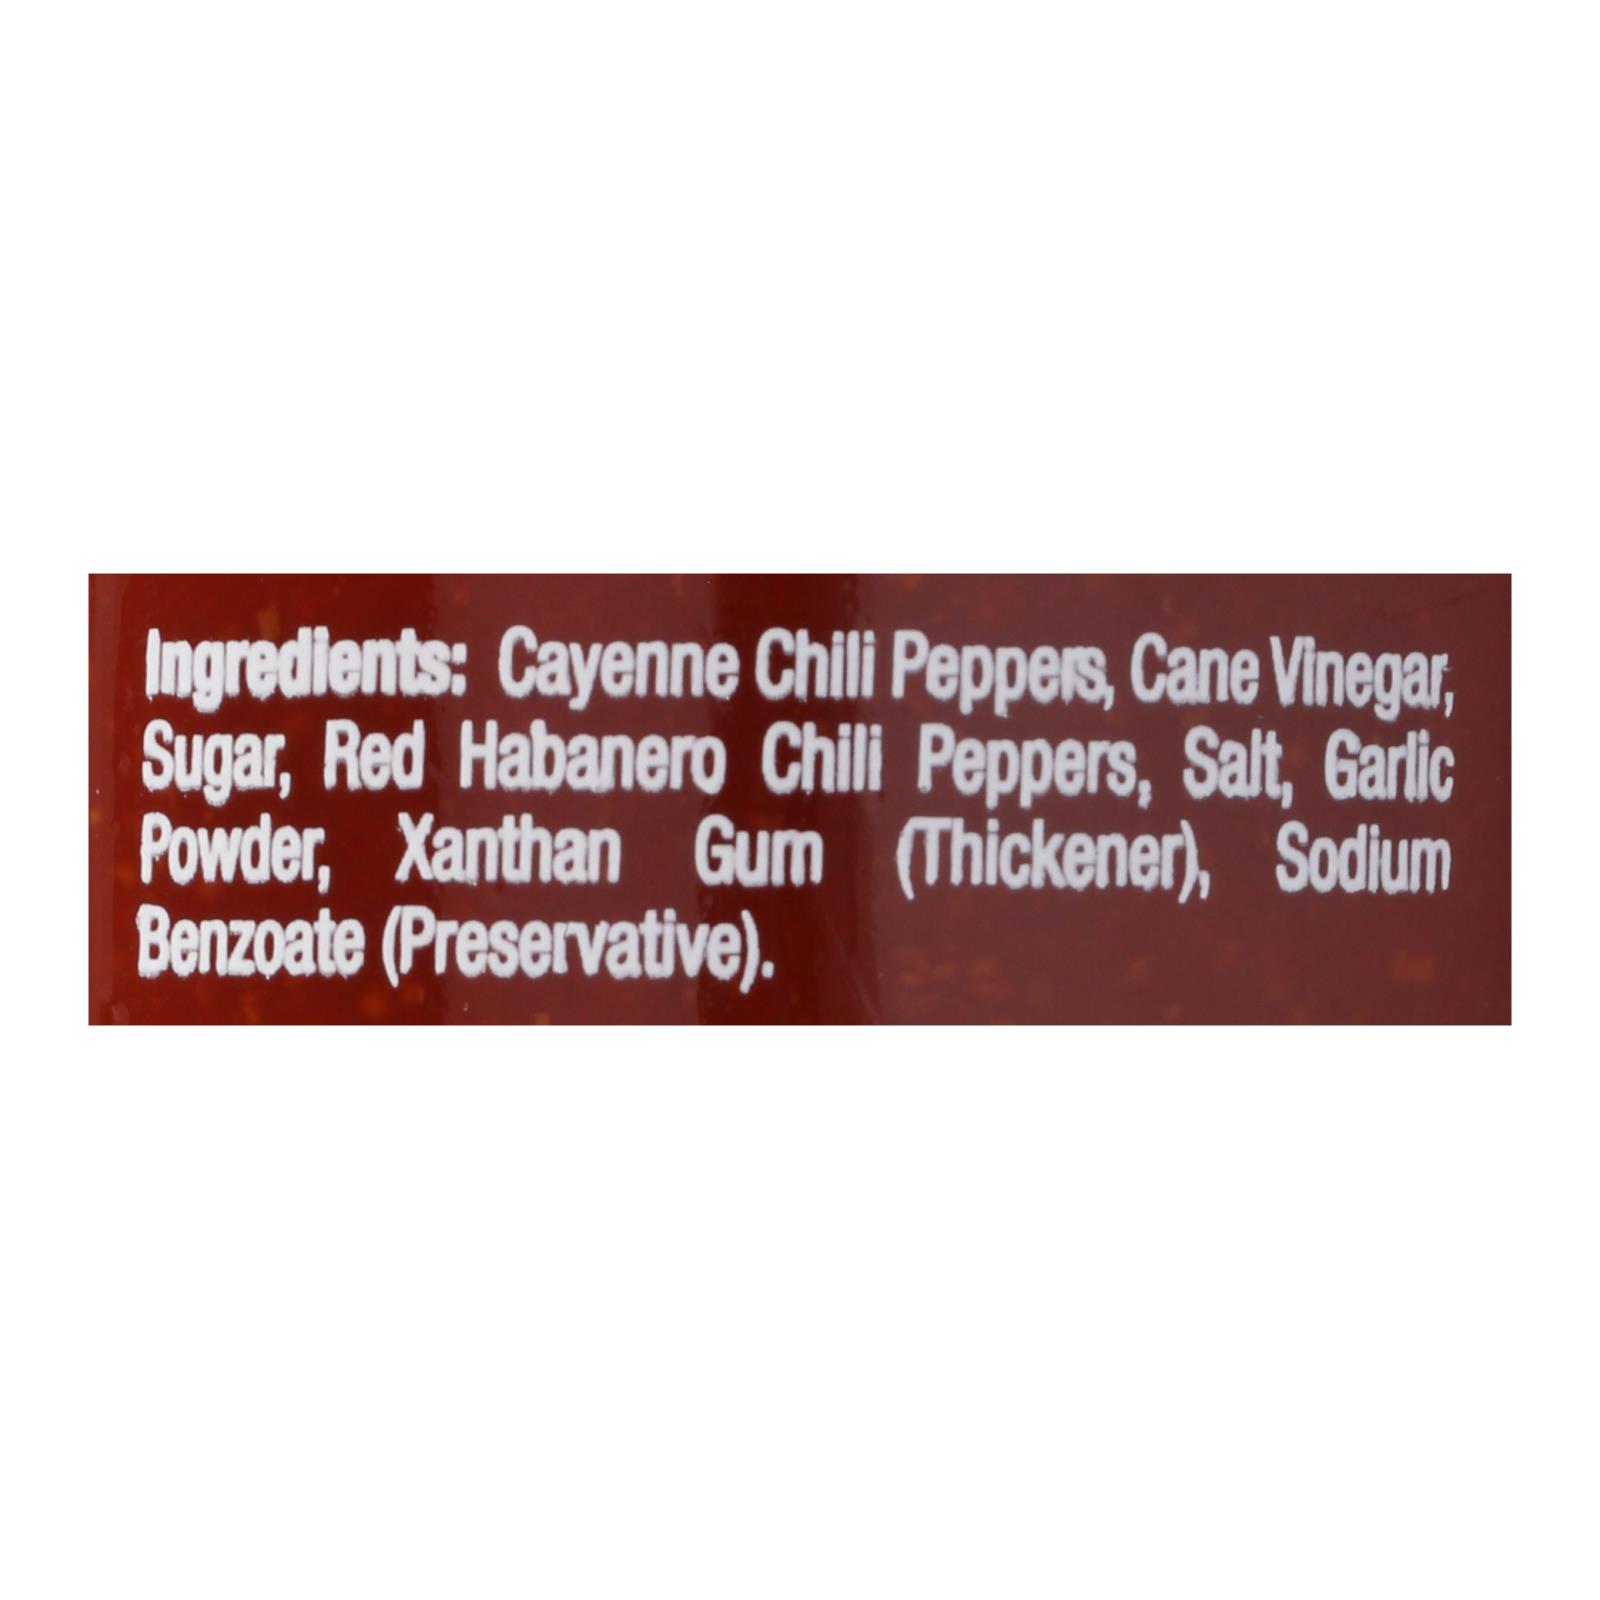 Ingredients: Cayenne Chili Peppers, Cane Vinegar,
Sugar, Red Habanero Chili Peppers, Salt, Garlic
Powder, Xanthan Gum (Thickener), Sodium
Benzoate (Preservative).